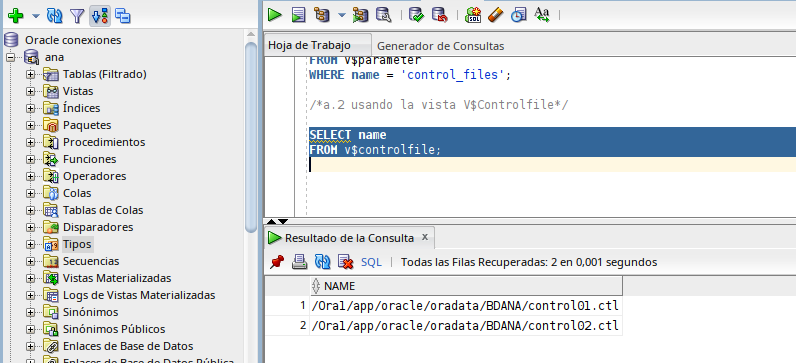 Oracle conexiones
ana
Tablas (Filtrado)
Vistas
Índices
Paquetes
Procedimientos
Funciones
Operadores
Colas
Tablas de Colas
Disparadores
Tipos
Secuencias
Vistas Materializadas
Logs de Vistas Materializadas
Sinónimos
Sinónimos Públicos
Enlaces de Base de Datos
Enlaces de Base de Datos Pública
SQL
Aa
Hoja de Trabajo
Generador de Consultas
FROM v$parameter
WHERE name = 'control_files';
/*a.2 usando la vista V$Controlfile*/
SELECT name
FROM v$controlfile;
Resultado de la Consulta x
SQL | Todas las Filas Recuperadas: 2 en 0,001 segundos
NAME
1 /Ora1/app/oracle/oradata/BDANA/control01.ctl
2 /Ora1/app/oracle/oradata/BDANA/control02.ctl